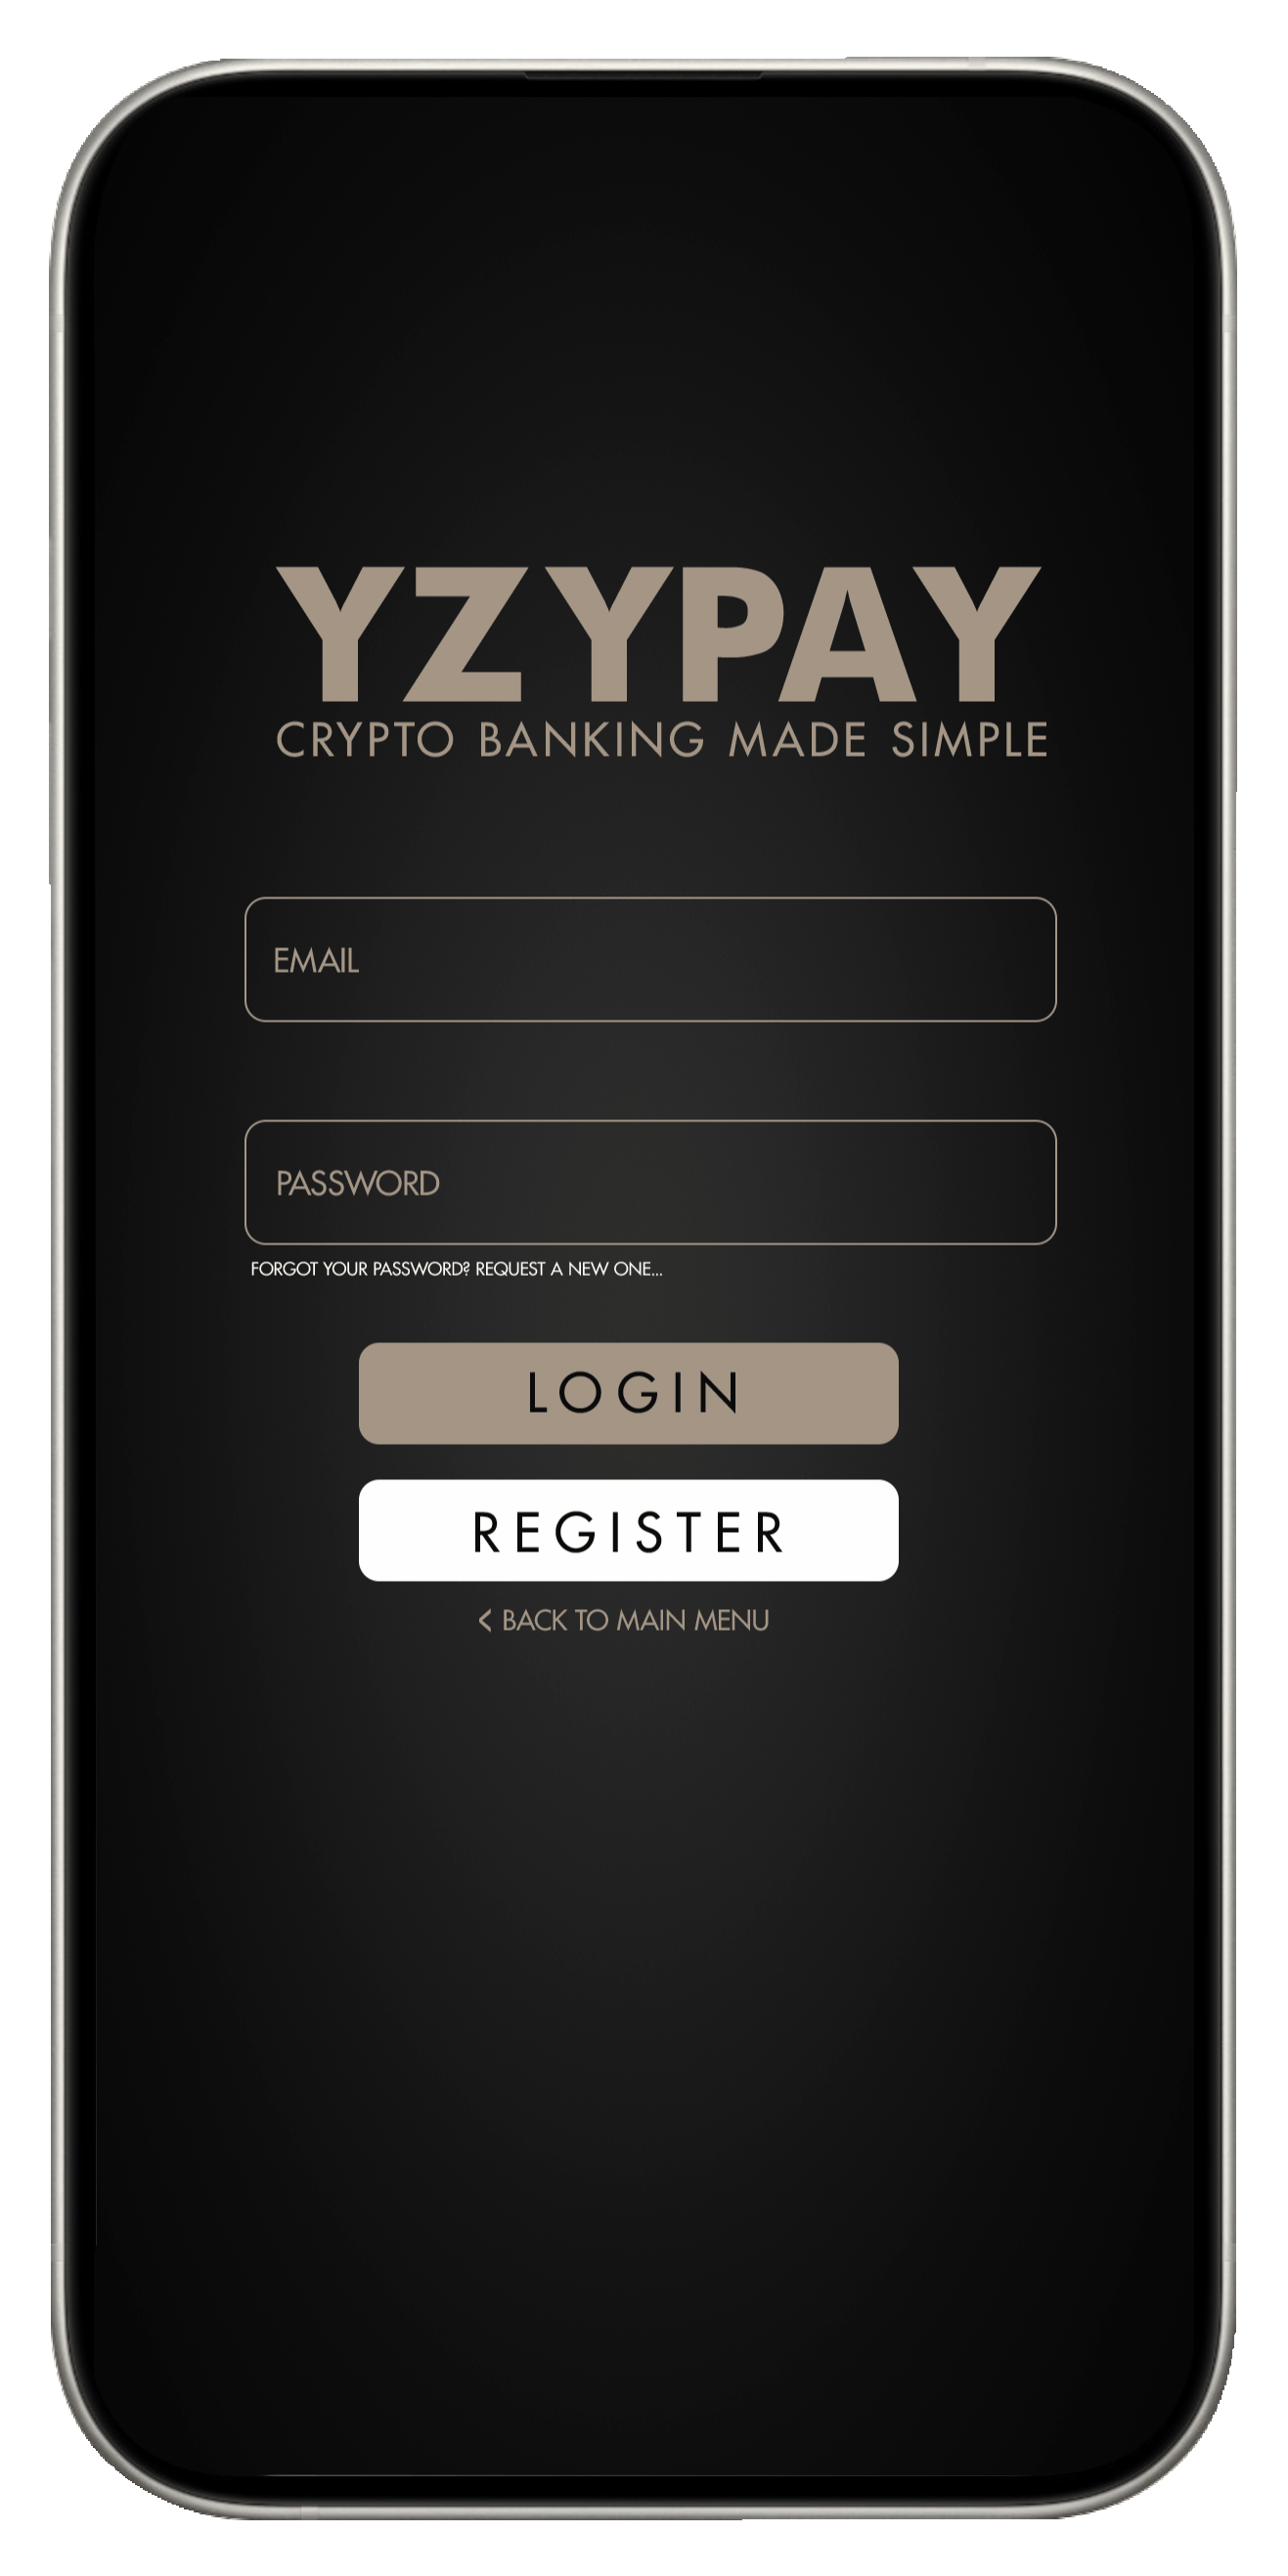 YZYPAY
CRYPTO BANKING MADE SIMPLE
EMAIL
PASSWORD
FORGOT YOUR PASSWORD? REQUEST A NEW ONE...
LOGIN
REGISTER
< BACK TO MAIN MENU